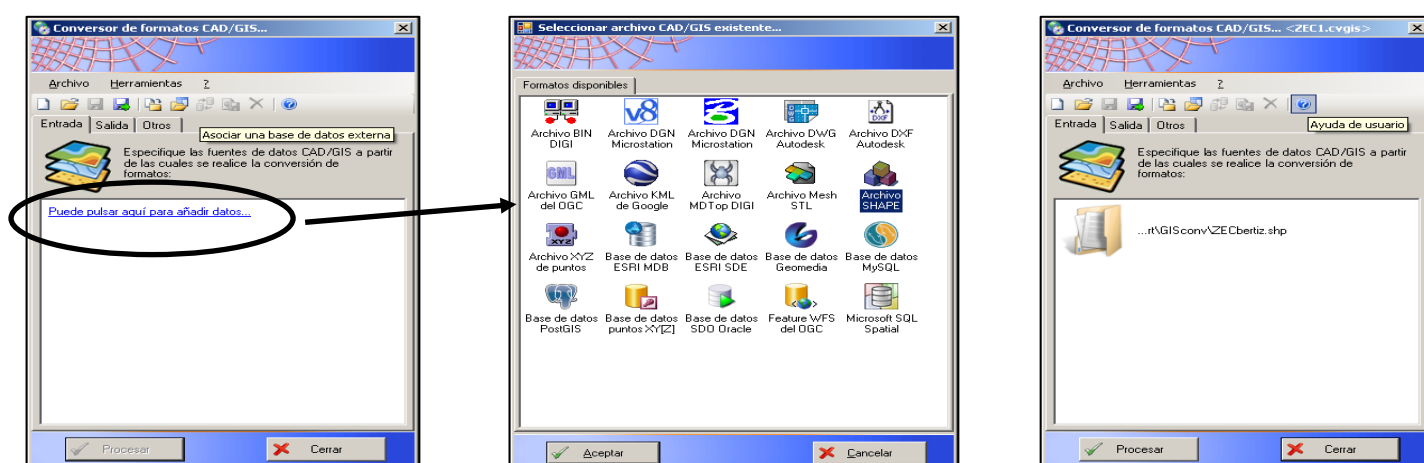 Conversor de formatos CAD/GIS...
Archivo Herramientas ?
Entrada Salida Otros
Asociar una base de datos externa
Especifique las fuentes de datos CAD/GIS a partir
de las cuales se realice la conversión de
formatos:
Puede pulsar aquí para añadir datos...
Procesar Cerrar
Seleccionar archivo CAD/GIS existente...
Formatos disponibles
Archivo BIN
DIGI
V8
Archivo DGN
Microstation
Archivo DGN
Microstation
Archivo DWG
Autodesk
DXF
Archivo DXF
Autodesk
GML
Archivo GML
del OGC
Archivo KML
de Google
Archivo
MDTop DIGI
Archivo Mesh
STL
Archivo
SHAPE
XYZ
Archivo XYZ
de puntos
Base de datos
ESRI MDB
Base de datos
ESRI SDE
Base de datos
Geomedia
Base de datos
MySQL
Base de datos
PostGIS
Base de datos
puntos XY[Z]
Base de datos
SDO Oracle
Feature WFS
del OGC
Microsoft SQL
Spatial
Aceptar Cancelar
Conversor de formatos CAD/GIS... <ZEC1.cvgis>
Archivo Herramientas ?
Entrada Salida Otros
Ayuda de usuario
Especifique las fuentes de datos CAD/GIS a partir
de las cuales se realice la conversión de
formatos:
...rt\GISconv\ZECbertiz.shp
Procesar Cerrar